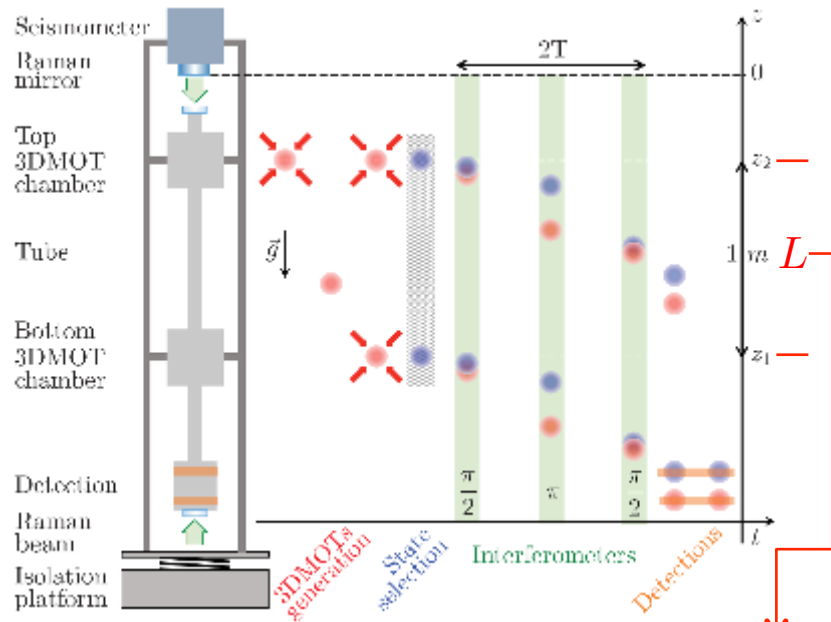 Seismometer
Raman
mirror
Top
3DMOT
chamber
Tube
Bottom
3DMOT
chamber
Detection
Raman
beam
Isolation
platform
2T
z
0
z₂
g⃗
1 m
L
z₁
π/2
π
π/2
t
3DMOTs
generation
State
selection
Interferometers
Detections